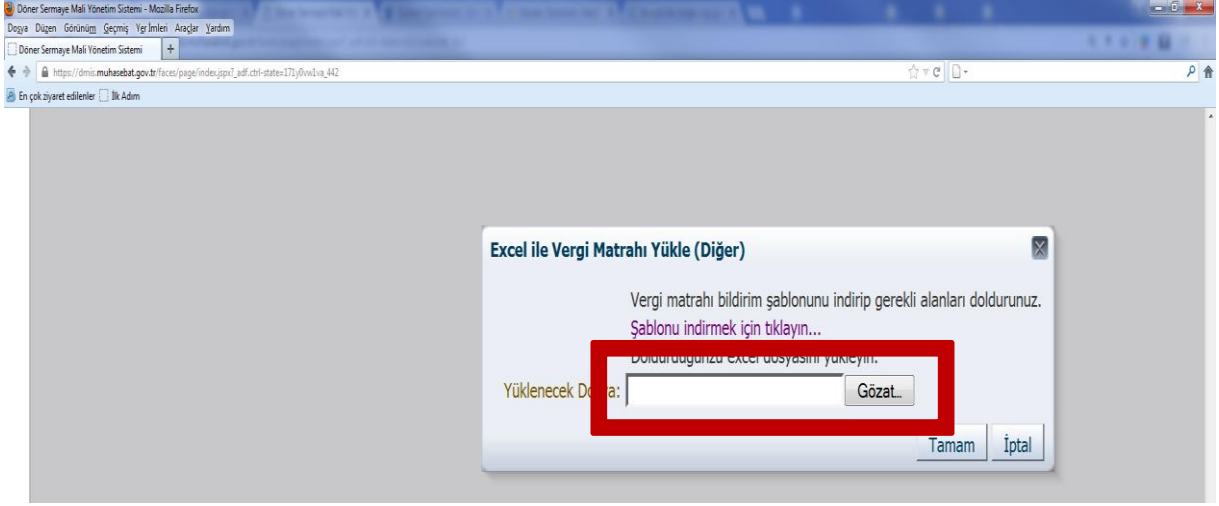 Döner Sermaye Mali Yönetim Sistemi - Mozilla Firefox
Dosya Düzen Görünüm Geçmiş Yer İmleri Araçlar Yardım
Döner Sermaye Mali Yönetim Sistemi +
https://dmis.muhasebat.gov.tr/faces/page/index.jspx?_adf.ctrl-state=171y0vw1va_442
En çok ziyaret edilenler İlk Adım
Excel ile Vergi Matrahı Yükle (Diğer)
Vergi matrahı bildirim şablonunu indirip gerekli alanları doldurunuz.
Şablonu indirmek için tıklayın...
Doldurduğunzu excel dosyasını yükleyin.
Yüklenecek Dosya: Gözat...
Tamam İptal